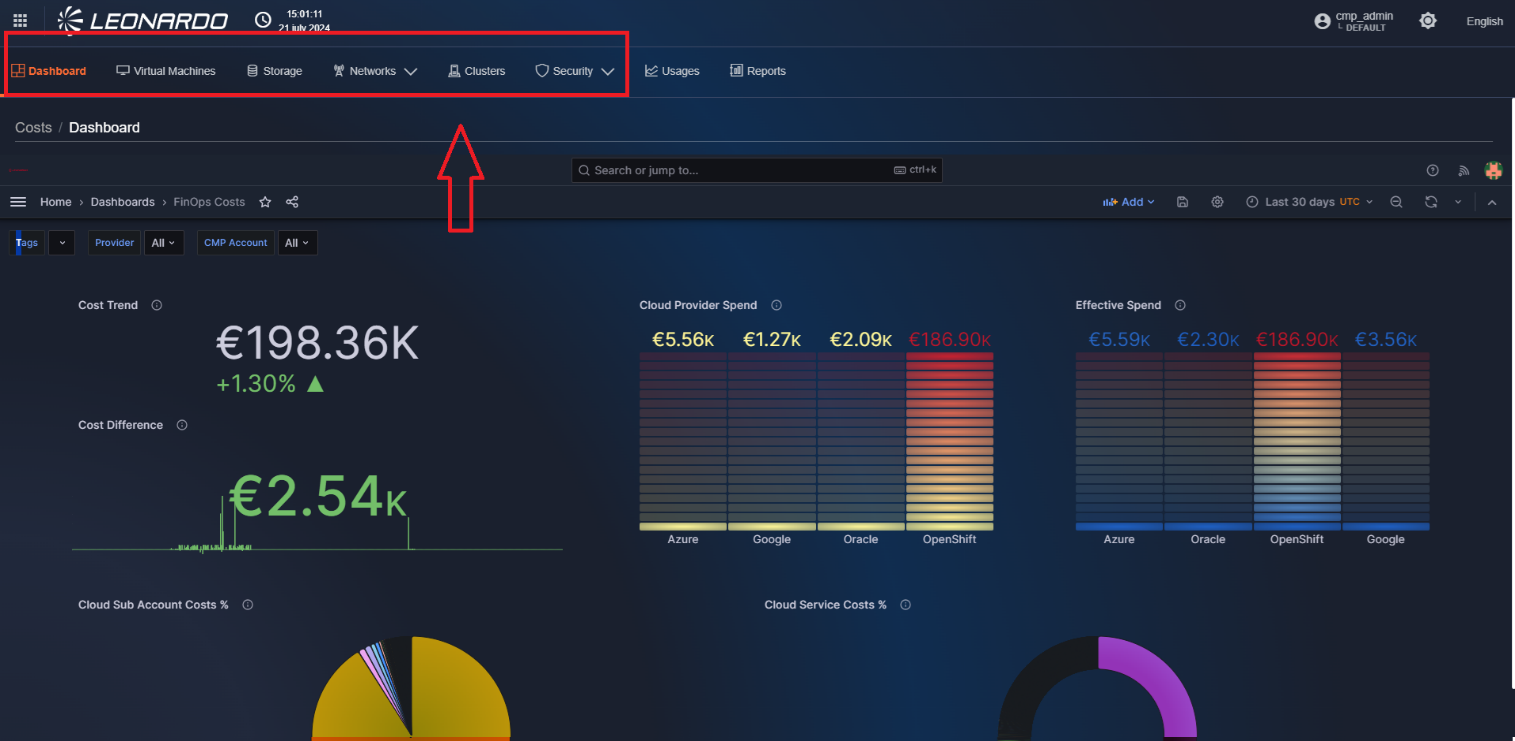 LEONARDO
15:01:11
21 july 2024
cmp_admin
DEFAULT
English
Dashboard Virtual Machines Storage Networks Clusters Security Usages Reports
Costs / Dashboard
Search or jump to... ctrl+k
Home › Dashboards › FinOps Costs
Add Last 30 days UTC
Tags Provider All CMP Account All
Cost Trend
€198.36K
+1.30%
Cost Difference
€2.54K
Cloud Provider Spend
€5.56K €1.27K €2.09K €186.90K
Azure Google Oracle OpenShift
Effective Spend
€5.59K €2.30K €186.90K €3.56K
Azure Oracle OpenShift Google
Cloud Sub Account Costs %
Cloud Service Costs %